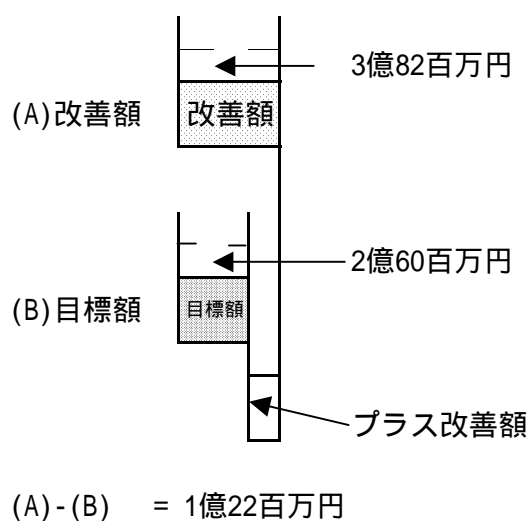 3億82百万円
(A)改善額 改善額
2億60百万円
(B)目標額 目標額
プラス改善額
(A)-(B) = 1億22百万円